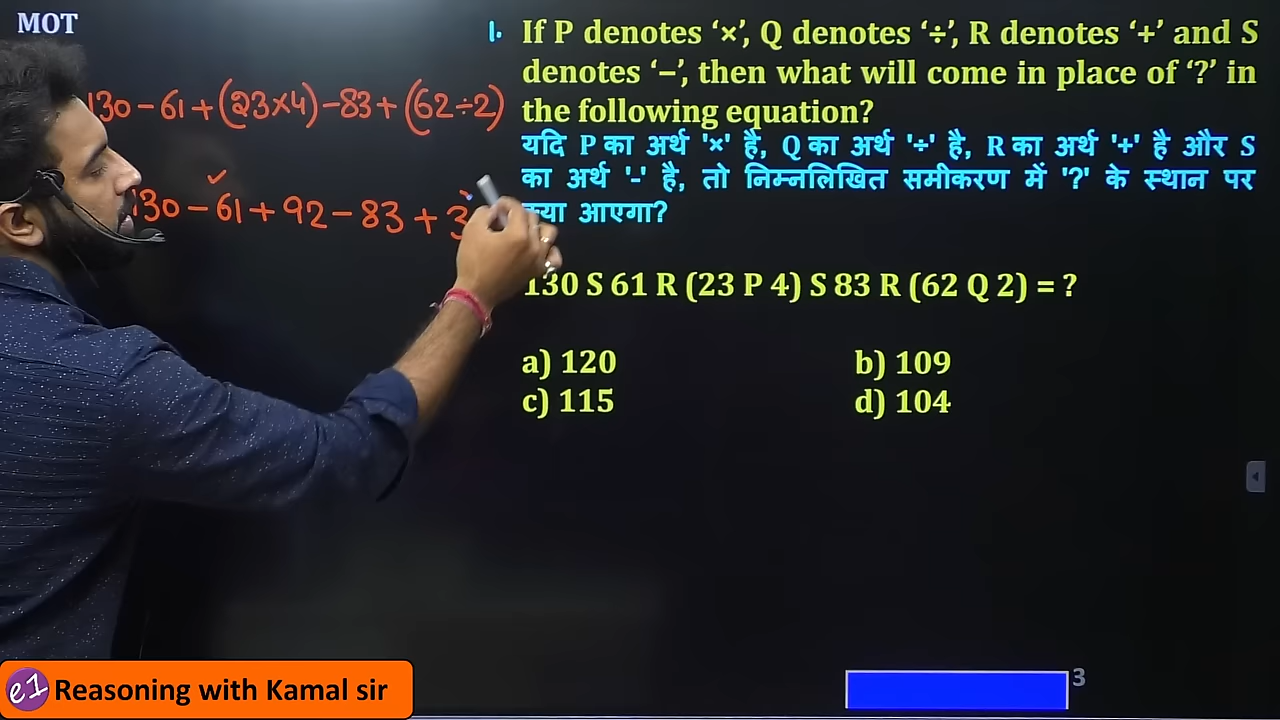 MOT
1. If P denotes ‘×’, Q denotes ‘÷’, R denotes ‘+’ and S
denotes ‘–’, then what will come in place of ‘?’ in
the following equation?
यदि P का अर्थ '×' है, Q का अर्थ '÷' है, R का अर्थ '+' है और S
का अर्थ '-' है, तो निम्नलिखित समीकरण में '?' के स्थान पर
क्या आएगा?
130 S 61 R (23 P 4) S 83 R (62 Q 2) = ?
a) 120 b) 109
c) 115 d) 104
130 - 61 + (23×4) - 83 + (62÷2)
130 - 61 + 92 - 83 + 3
e1 Reasoning with Kamal sir
3